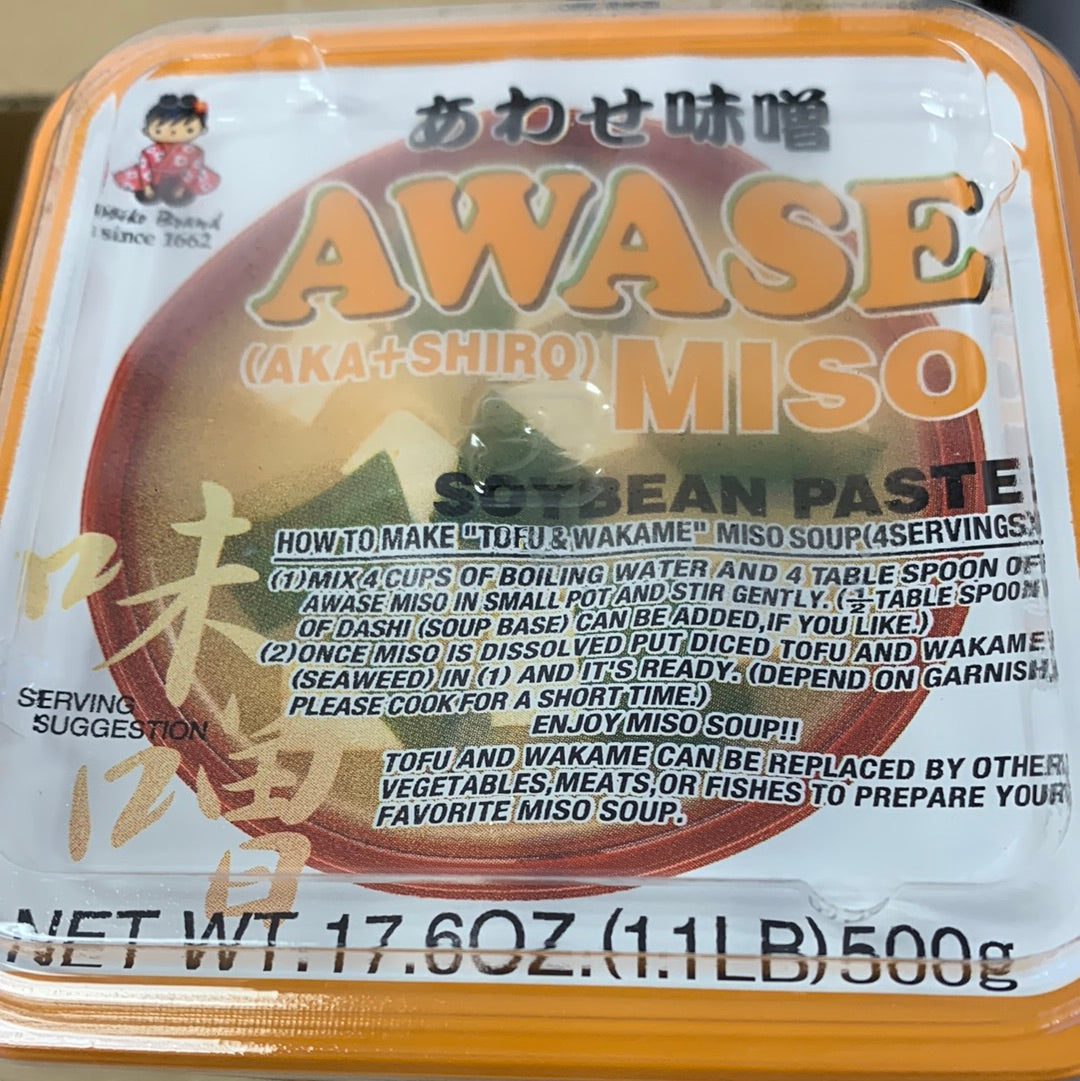 あわせ味噌
Brand
since 1662
AWASE
(AKA+SHIRO) MISO
SOYBEAN PASTE
HOW TO MAKE "TOFU & WAKAME" MISO SOUP(4SERVINGS)
(1)MIX 4 CUPS OF BOILING WATER AND 4 TABLE SPOON OF
AWASE MISO IN SMALL POT AND STIR GENTLY. (½ TABLE SPOON
OF DASHI (SOUP BASE) CAN BE ADDED,IF YOU LIKE.)
(2)ONCE MISO IS DISSOLVED PUT DICED TOFU AND WAKAME
(SEAWEED) IN (1) AND IT'S READY. (DEPEND ON GARNISH,
PLEASE COOK FOR A SHORT TIME.)
ENJOY MISO SOUP!!
TOFU AND WAKAME CAN BE REPLACED BY OTHER
VEGETABLES,MEATS,OR FISHES TO PREPARE YOUR
FAVORITE MISO SOUP.
味噌
SERVING
SUGGESTION
NET WT.17.6OZ.(1.1LB)500g